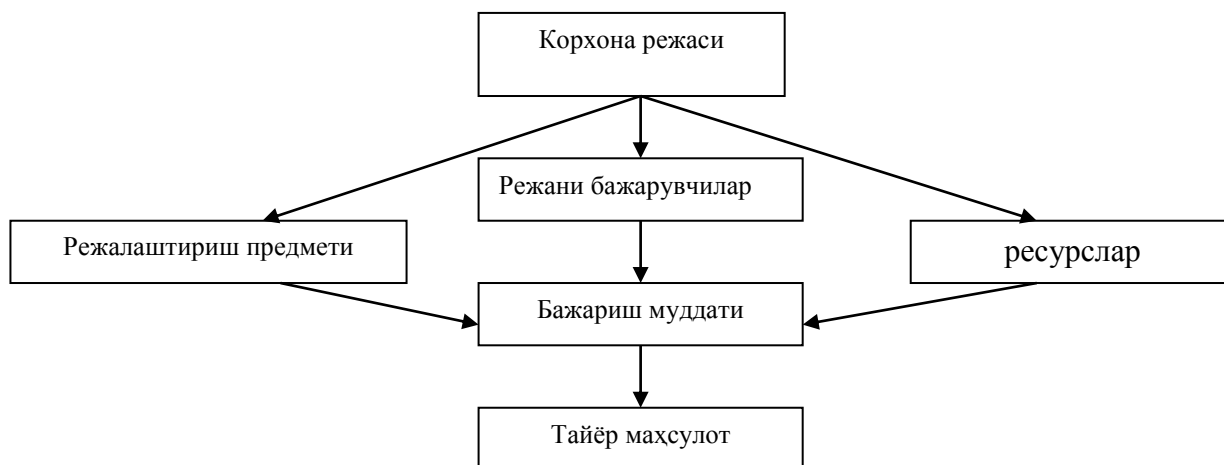 Корхона режаси
Режани бажарувчилар
Режалаштириш предмети
ресурслар
Бажариш муддати
Тайёр маҳсулот